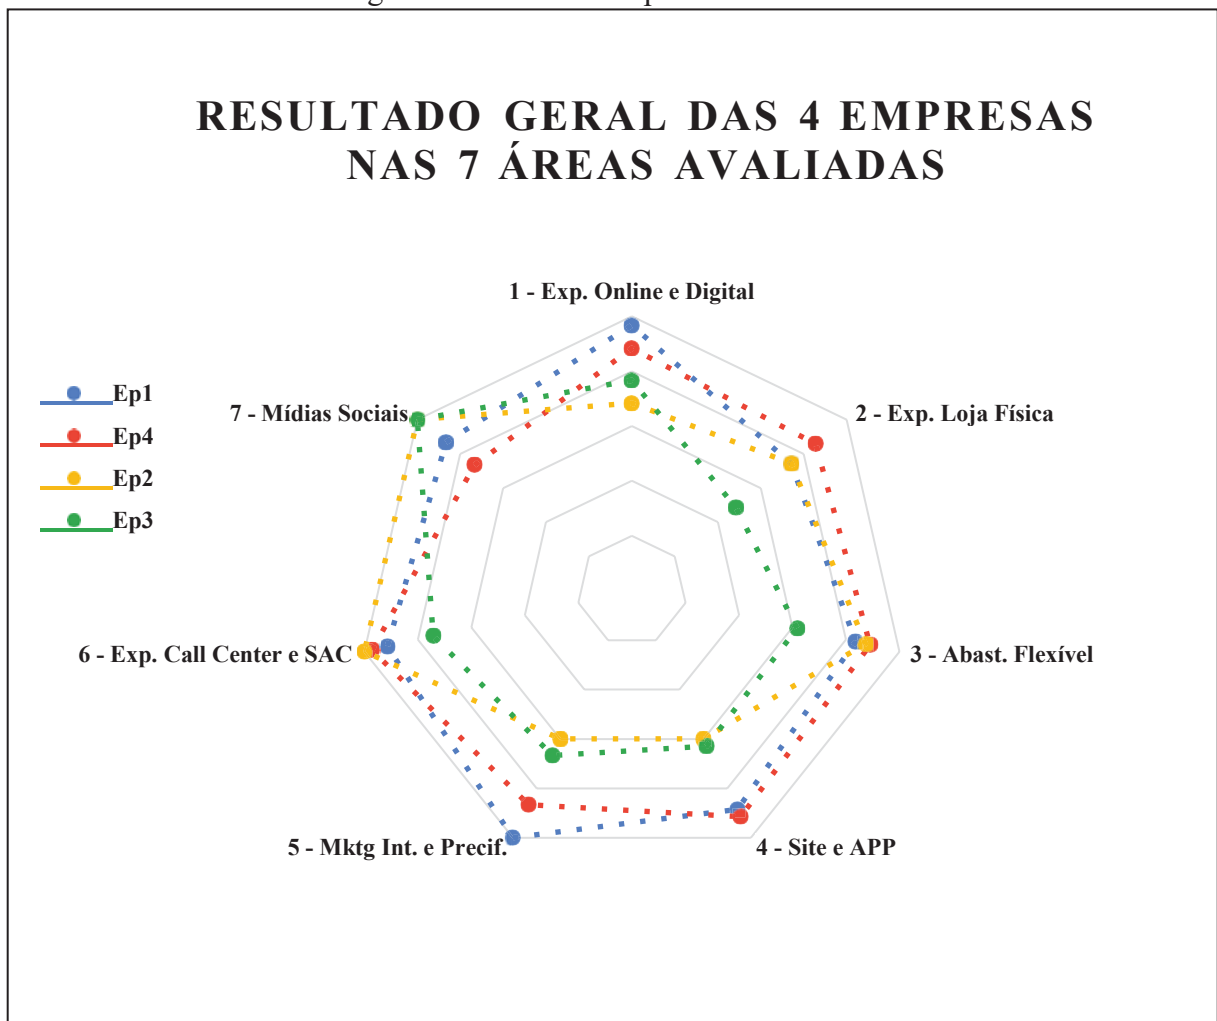 RESULTADO GERAL DAS 4 EMPRESAS
NAS 7 ÁREAS AVALIADAS
1 - Exp. Online e Digital
Ep1
7 - Mídias Sociais
2 - Exp. Loja Física
Ep4
Ep2
Ep3
6 - Exp. Call Center e SAC
3 - Abast. Flexível
5 - Mktg Int. e Precif.
4 - Site e APP